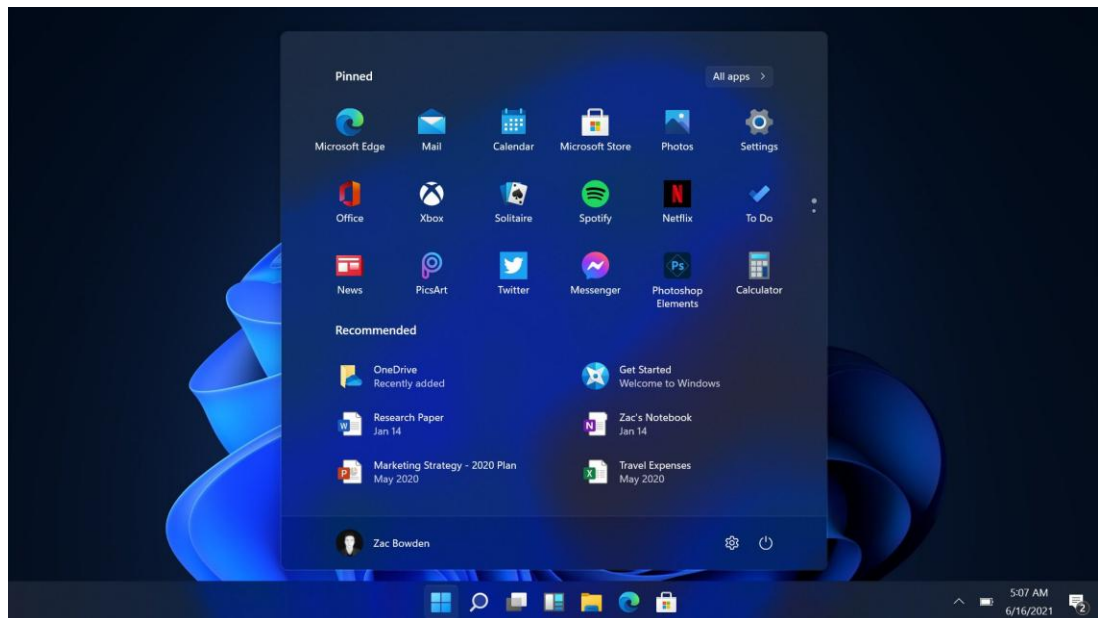 Pinned
All apps >
Microsoft Edge
Mail
Calendar
Microsoft Store
Photos
Settings
Office
Xbox
Solitaire
Spotify
Netflix
To Do
News
PicsArt
Twitter
Messenger
Photoshop
Elements
Calculator
Recommended
OneDrive
Recently added
Get Started
Welcome to Windows
Research Paper
Jan 14
Zac's Notebook
Jan 14
Marketing Strategy - 2020 Plan
May 2020
Travel Expenses
May 2020
Zac Bowden
5:07 AM
6/16/2021
2